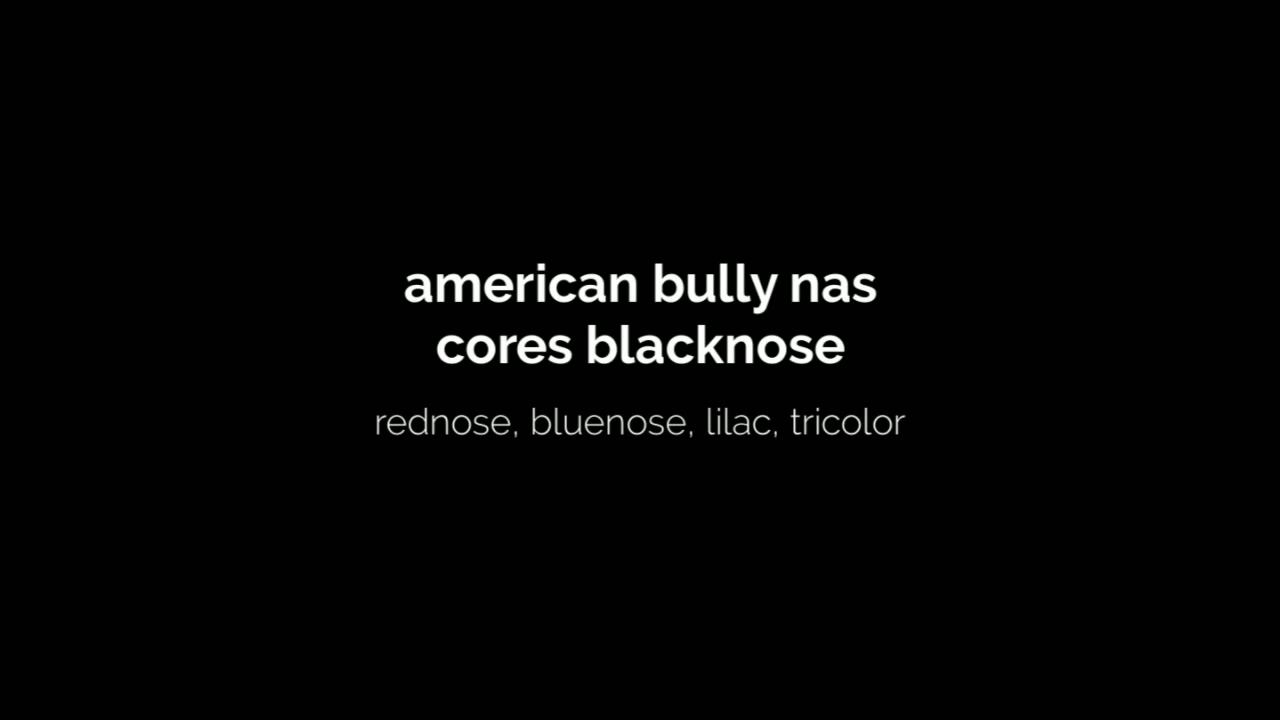 american bully nas
cores blacknose
rednose, bluenose, lilac, tricolor